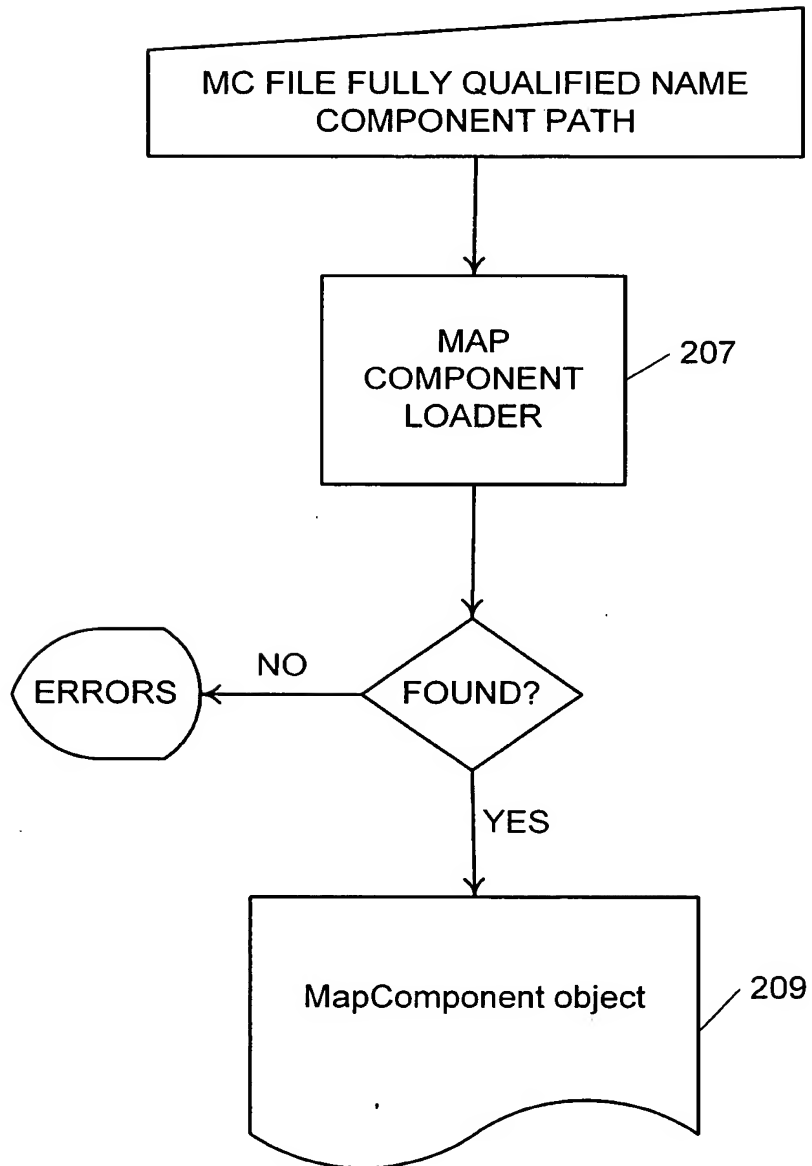 MC FILE FULLY QUALIFIED NAME
COMPONENT PATH
MAP
COMPONENT
LOADER
207
NO
ERRORS
FOUND?
YES
MapComponent object
209